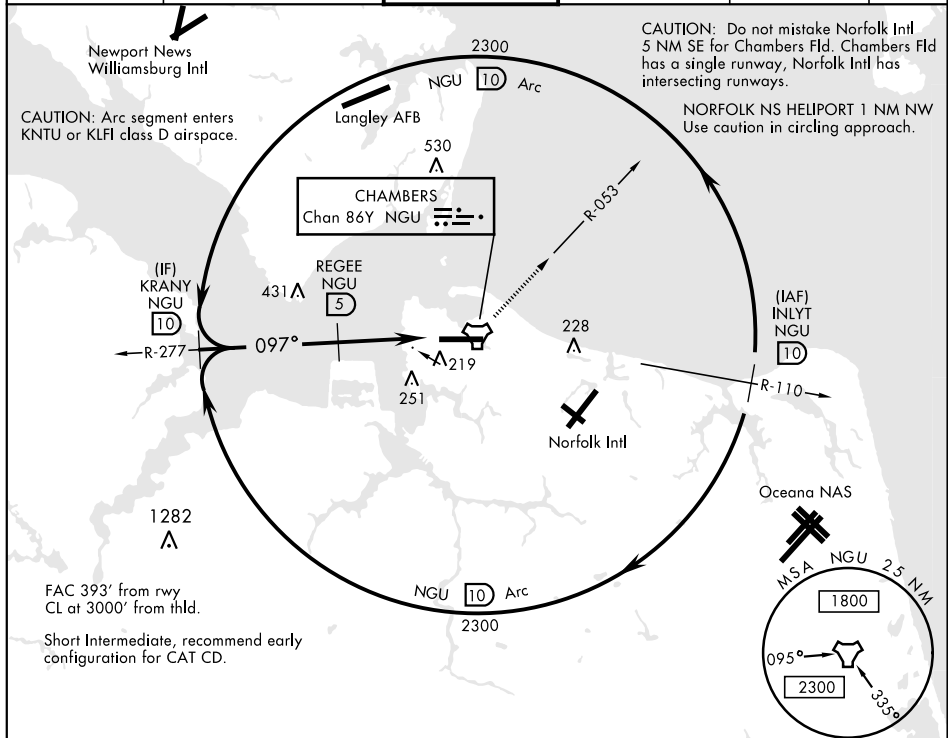 Newport News
Williamsburg Intl
CAUTION: Arc segment enters
KNTU or KLFI class D airspace.
2300
NGU 10 Arc
Langley AFB
CAUTION: Do not mistake Norfolk Intl
5 NM SE for Chambers Fld. Chambers Fld
has a single runway, Norfolk Intl has
intersecting runways.
NORFOLK NS HELIPORT 1 NM NW
Use caution in circling approach.
530
CHAMBERS
Chan 86Y NGU
R-053
(IF)
KRANY
NGU
10
R-277
097°
431
REGEE
NGU
5
219
251
228
Norfolk Intl
(IAF)
INLYT
NGU
10
R-110
Oceana NAS
1282
FAC 393' from rwy
CL at 3000' from thld.
Short Intermediate, recommend early
configuration for CAT CD.
NGU 10 Arc
2300
MSA NGU 25 NM
1800
095°
2300
335°